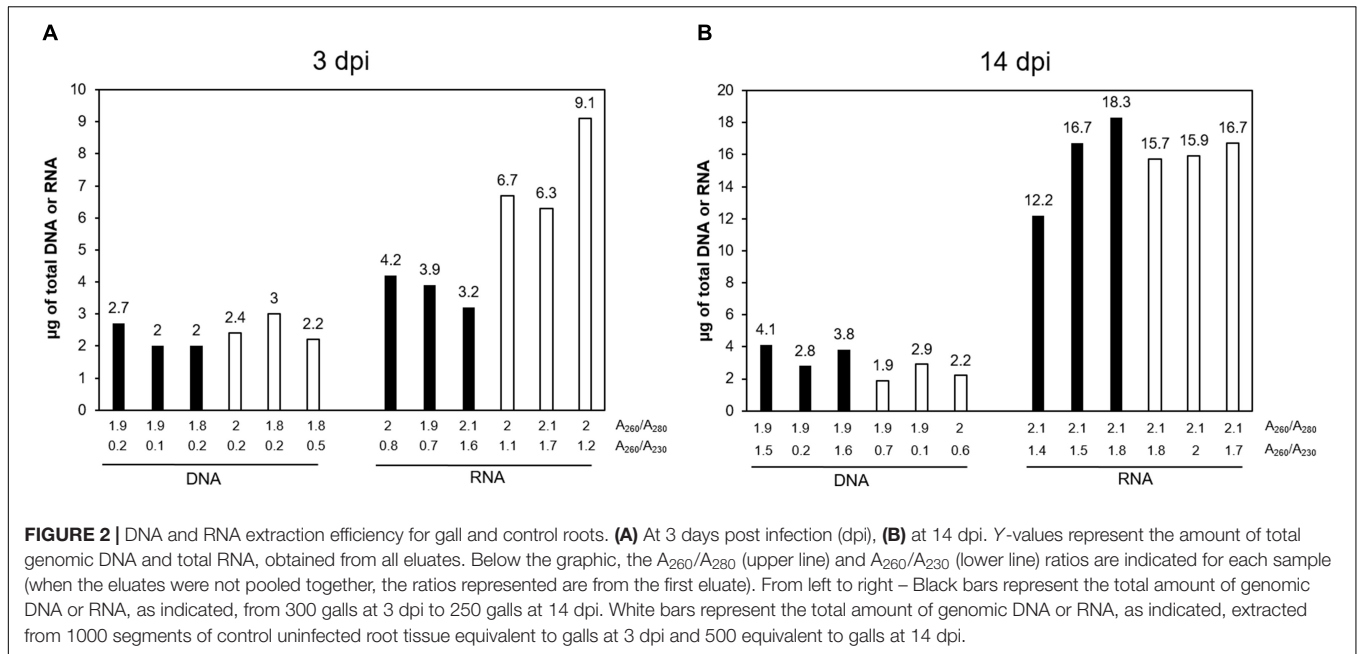 A
3 dpi
µg of total DNA or RNA
10
9
8
7
6
5
4
3
2
1
0
2.7
2
2
2.4
3
2.2
4.2
3.9
3.2
6.7
6.3
9.1
1.9 1.9 1.8 2 1.8 1.8 2 1.9 2.1 2 2.1 2 A260/A280
0.2 0.1 0.2 0.2 0.2 0.5 0.8 0.7 1.6 1.1 1.7 1.2 A260/A230
DNA RNA
B
14 dpi
µg of total DNA or RNA
20
18
16
14
12
10
8
6
4
2
0
4.1
2.8
3.8
1.9
2.9
2.2
12.2
16.7
18.3
15.7
15.9
16.7
1.9 1.9 1.9 1.9 1.9 2 2.1 2.1 2.1 2.1 2.1 2.1 A260/A280
1.5 0.2 1.6 0.7 0.1 0.6 1.4 1.5 1.8 1.8 2 1.7 A260/A230
DNA RNA
FIGURE 2 | DNA and RNA extraction efficiency for gall and control roots. (A) At 3 days post infection (dpi), (B) at 14 dpi. Y-values represent the amount of total
genomic DNA and total RNA, obtained from all eluates. Below the graphic, the A260/A280 (upper line) and A260/A230 (lower line) ratios are indicated for each sample
(when the eluates were not pooled together, the ratios represented are from the first eluate). From left to right – Black bars represent the total amount of genomic
DNA or RNA, as indicated, from 300 galls at 3 dpi to 250 galls at 14 dpi. White bars represent the total amount of genomic DNA or RNA, as indicated, extracted
from 1000 segments of control uninfected root tissue equivalent to galls at 3 dpi and 500 equivalent to galls at 14 dpi.